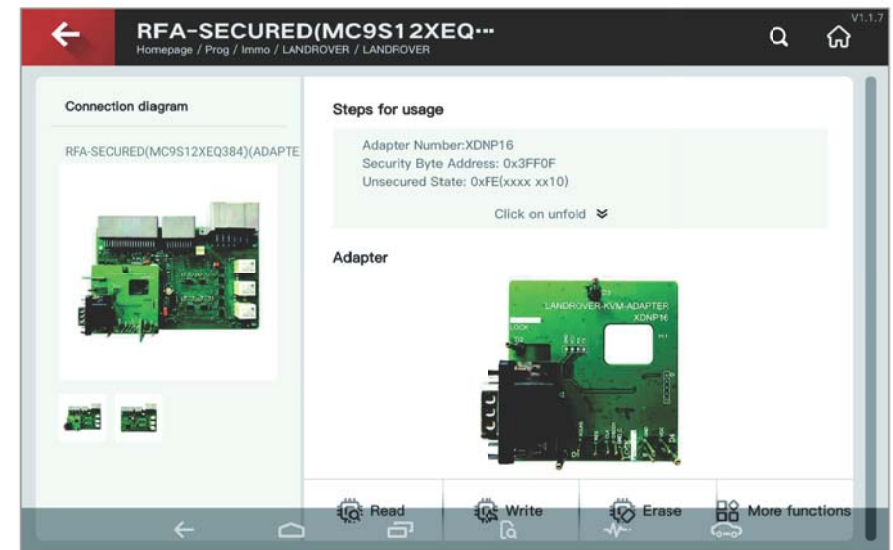 V1.1.7
RFA-SECURED(MC9S12XEQ···
Homepage / Prog / Immo / LANDROVER / LANDROVER
Connection diagram
RFA-SECURED(MC9S12XEQ384)(ADAPTE
Steps for usage
Adapter Number:XDNP16
Security Byte Address: 0x3FF0F
Unsecured State: 0xFE(xxxx xx10)
Click on unfold
Adapter
LANDROVER-KVM-ADAPTER
XDNP16
LOCK
Read
Write
Erase
More functions